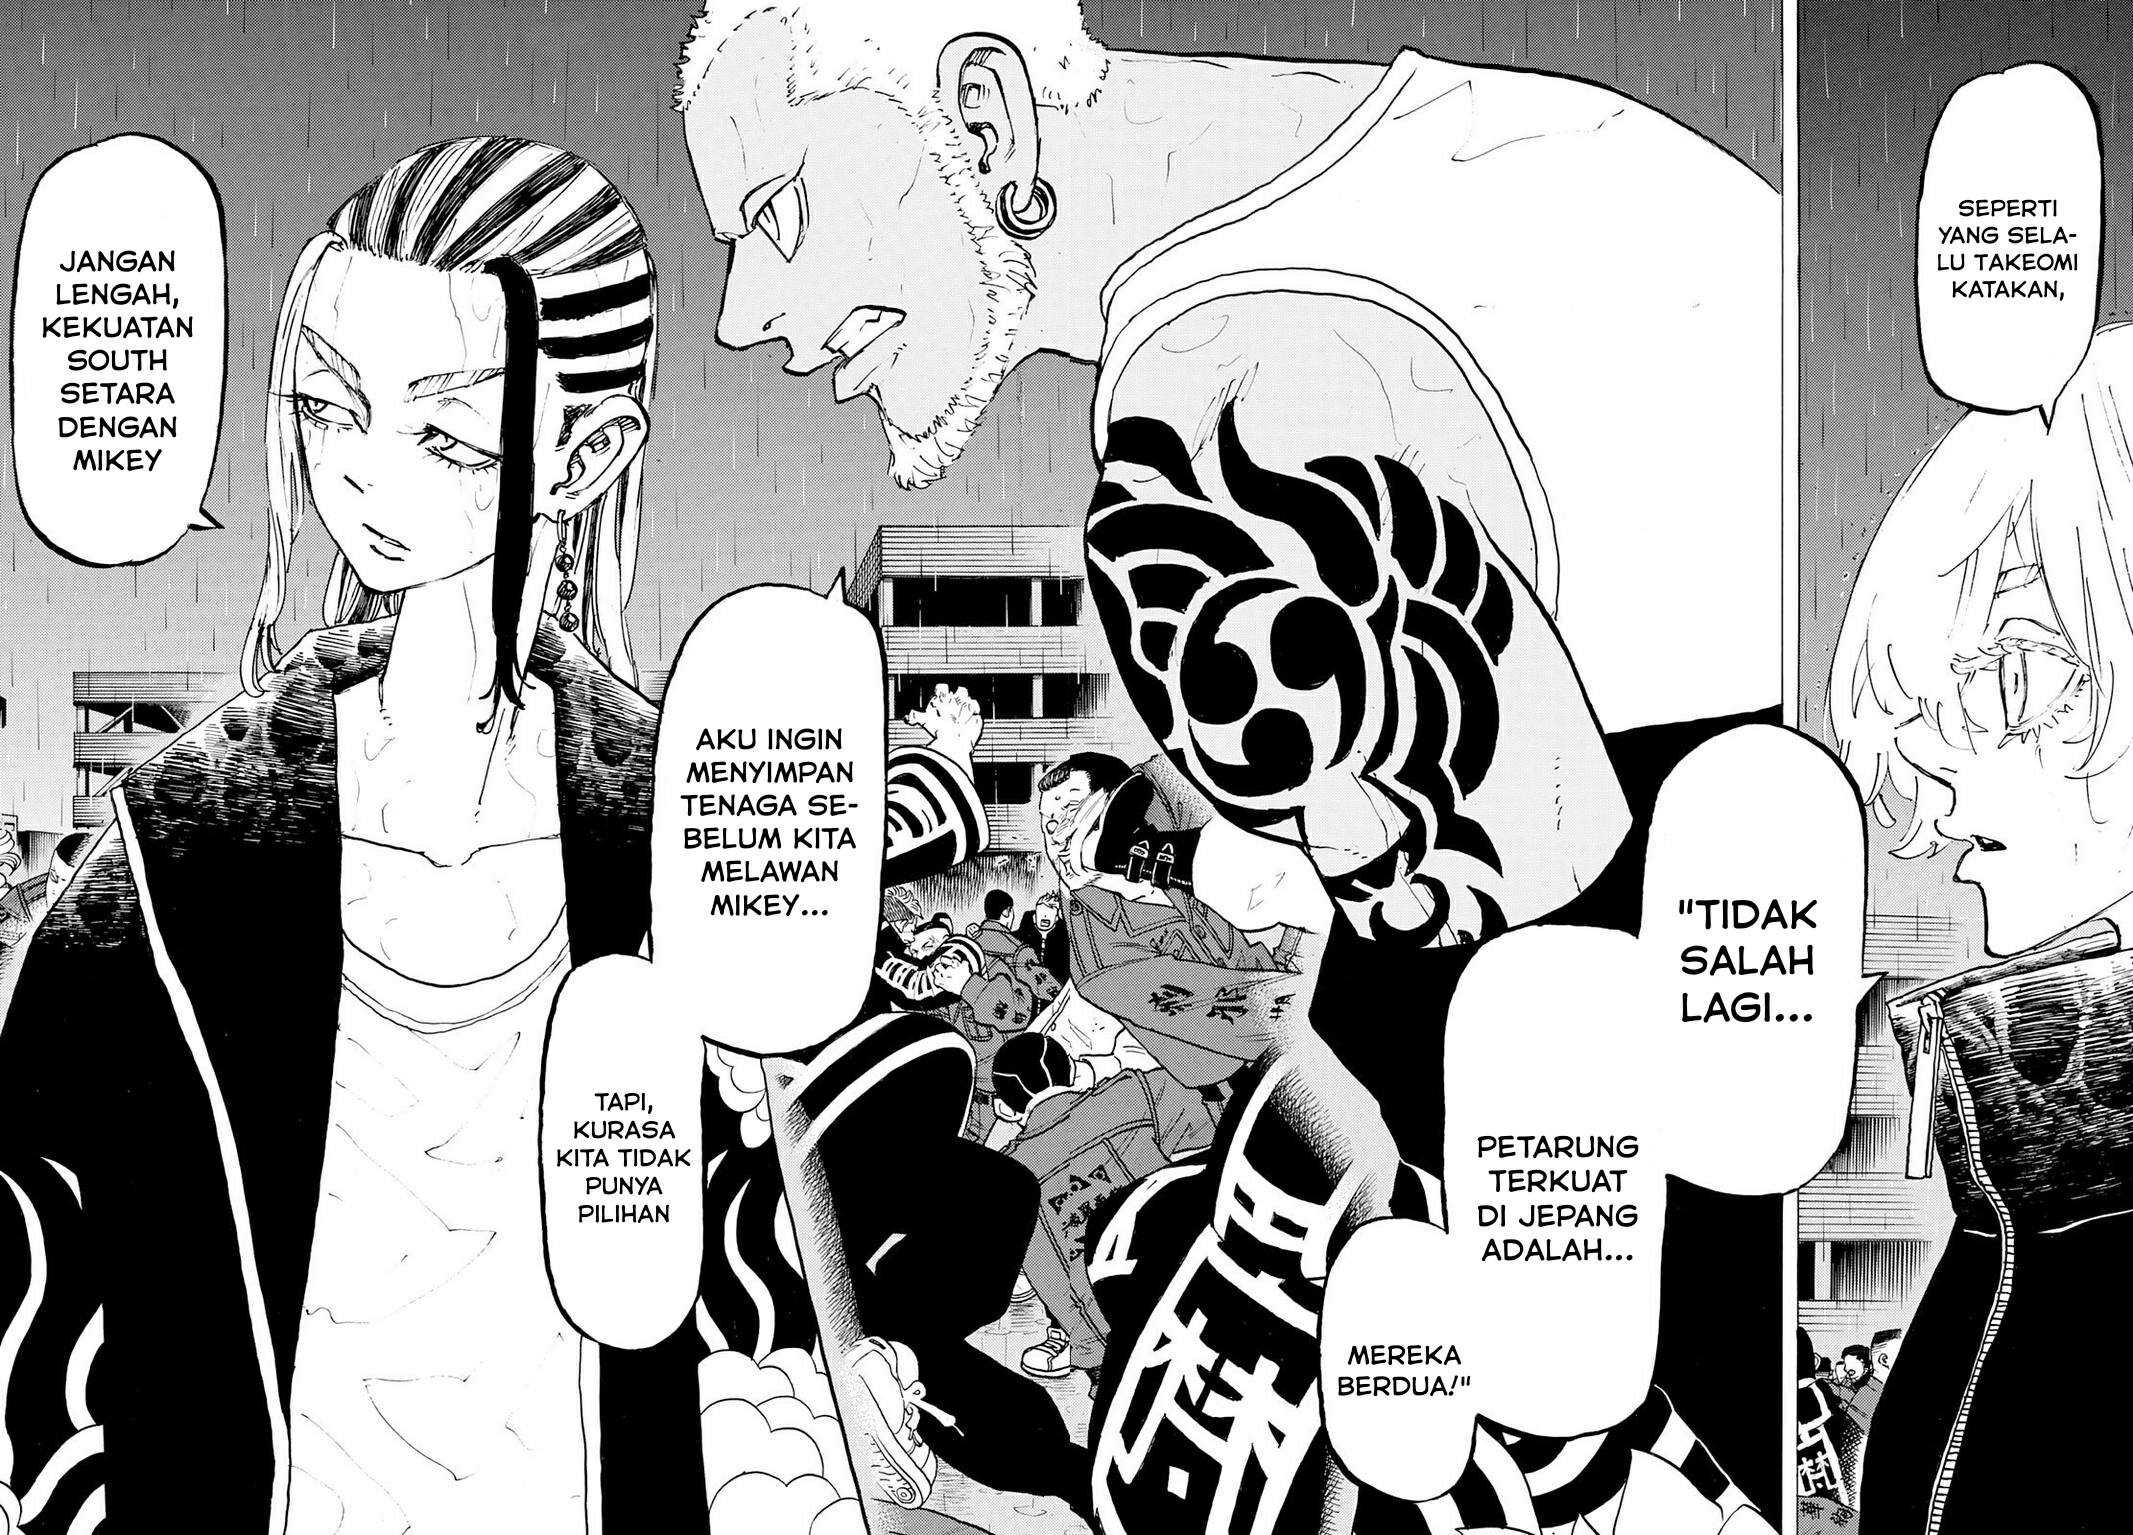 SEPERTI
YANG SELA-
LU TAKEOMI
KATAKAN,
"TIDAK
SALAH
LAGI...
PETARUNG
TERKUAT
DI JEPANG
ADALAH...
MEREKA
BERDUA!"
AKU INGIN
MENYIMPAN
TENAGA SE-
BELUM KITA
MELAWAN
MIKEY...
TAPI,
KURASA
KITA TIDAK
PUNYA
PILIHAN
JANGAN
LENGAH,
KEKUATAN
SOUTH
SETARA
DENGAN
MIKEY
梵